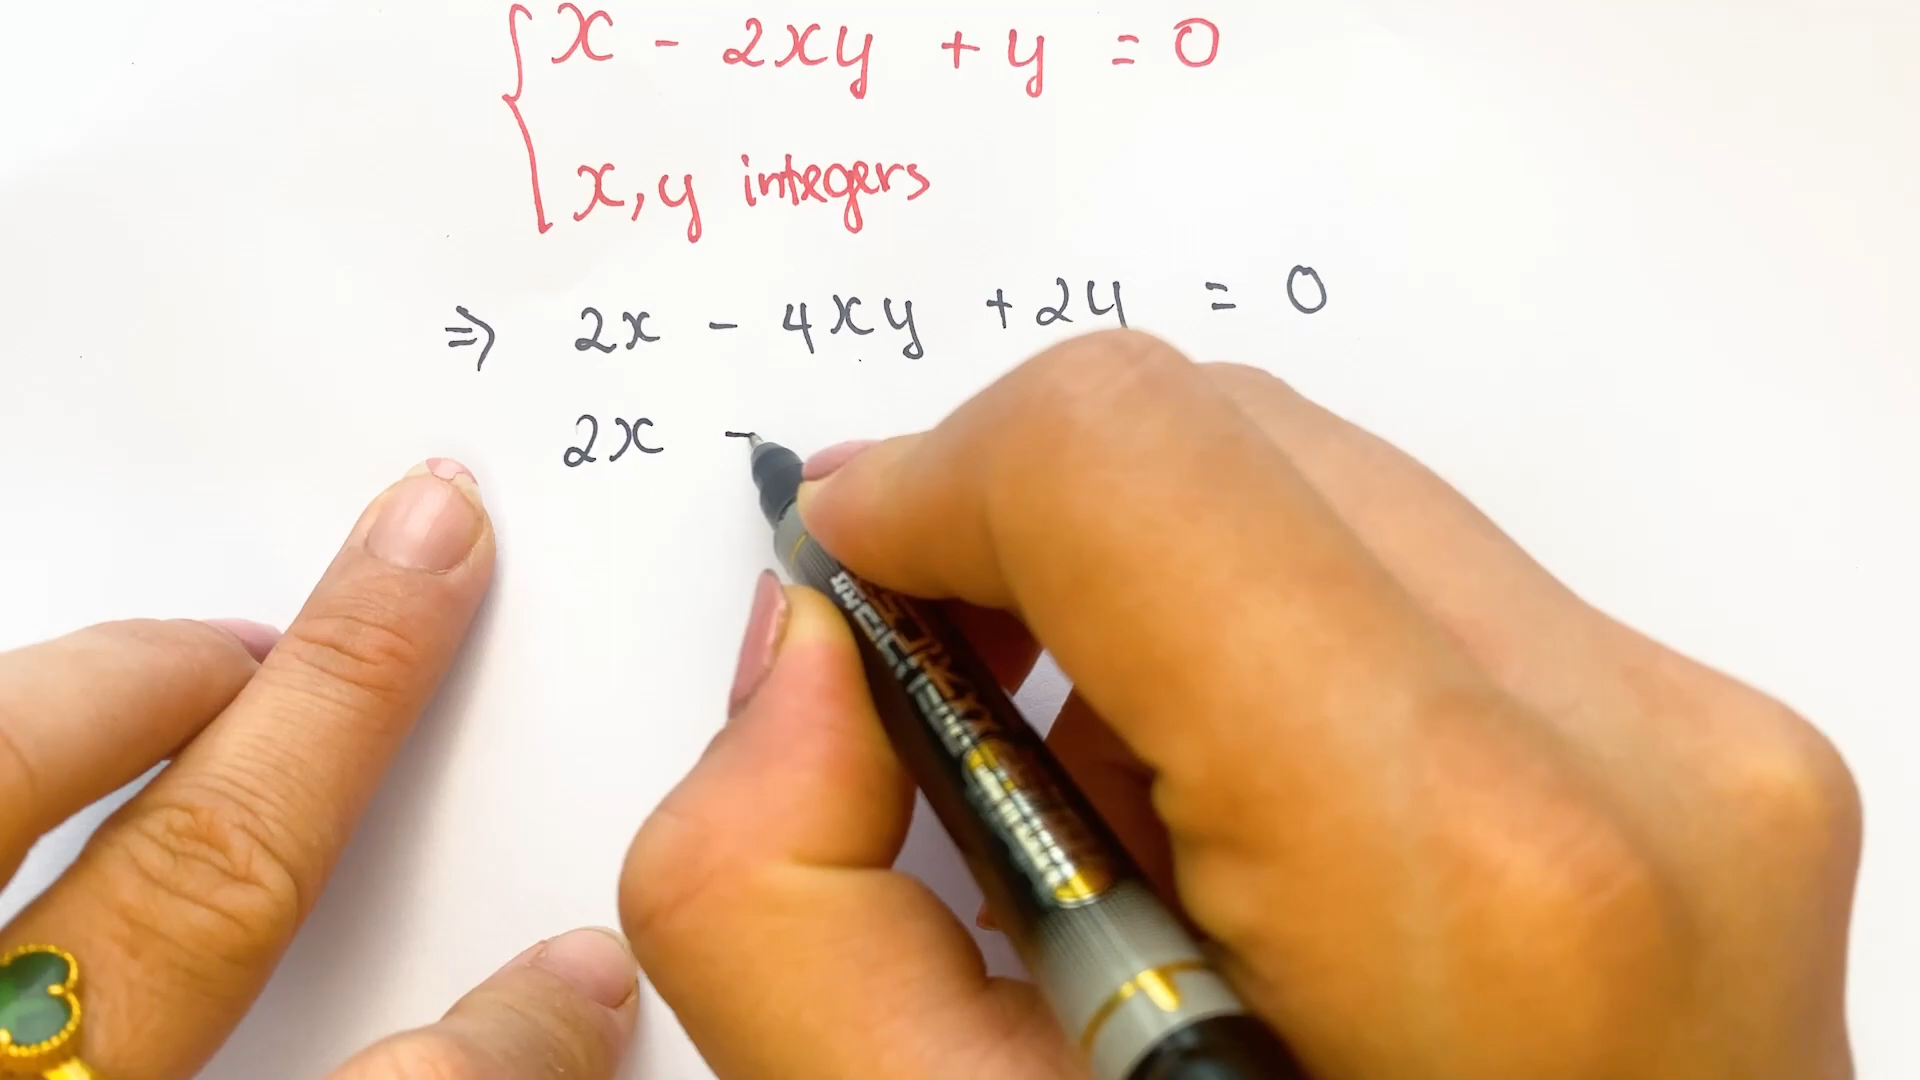 x - 2xy + y = 0
x, y integers
⇒ 2x - 4xy + 2y = 0
2x -